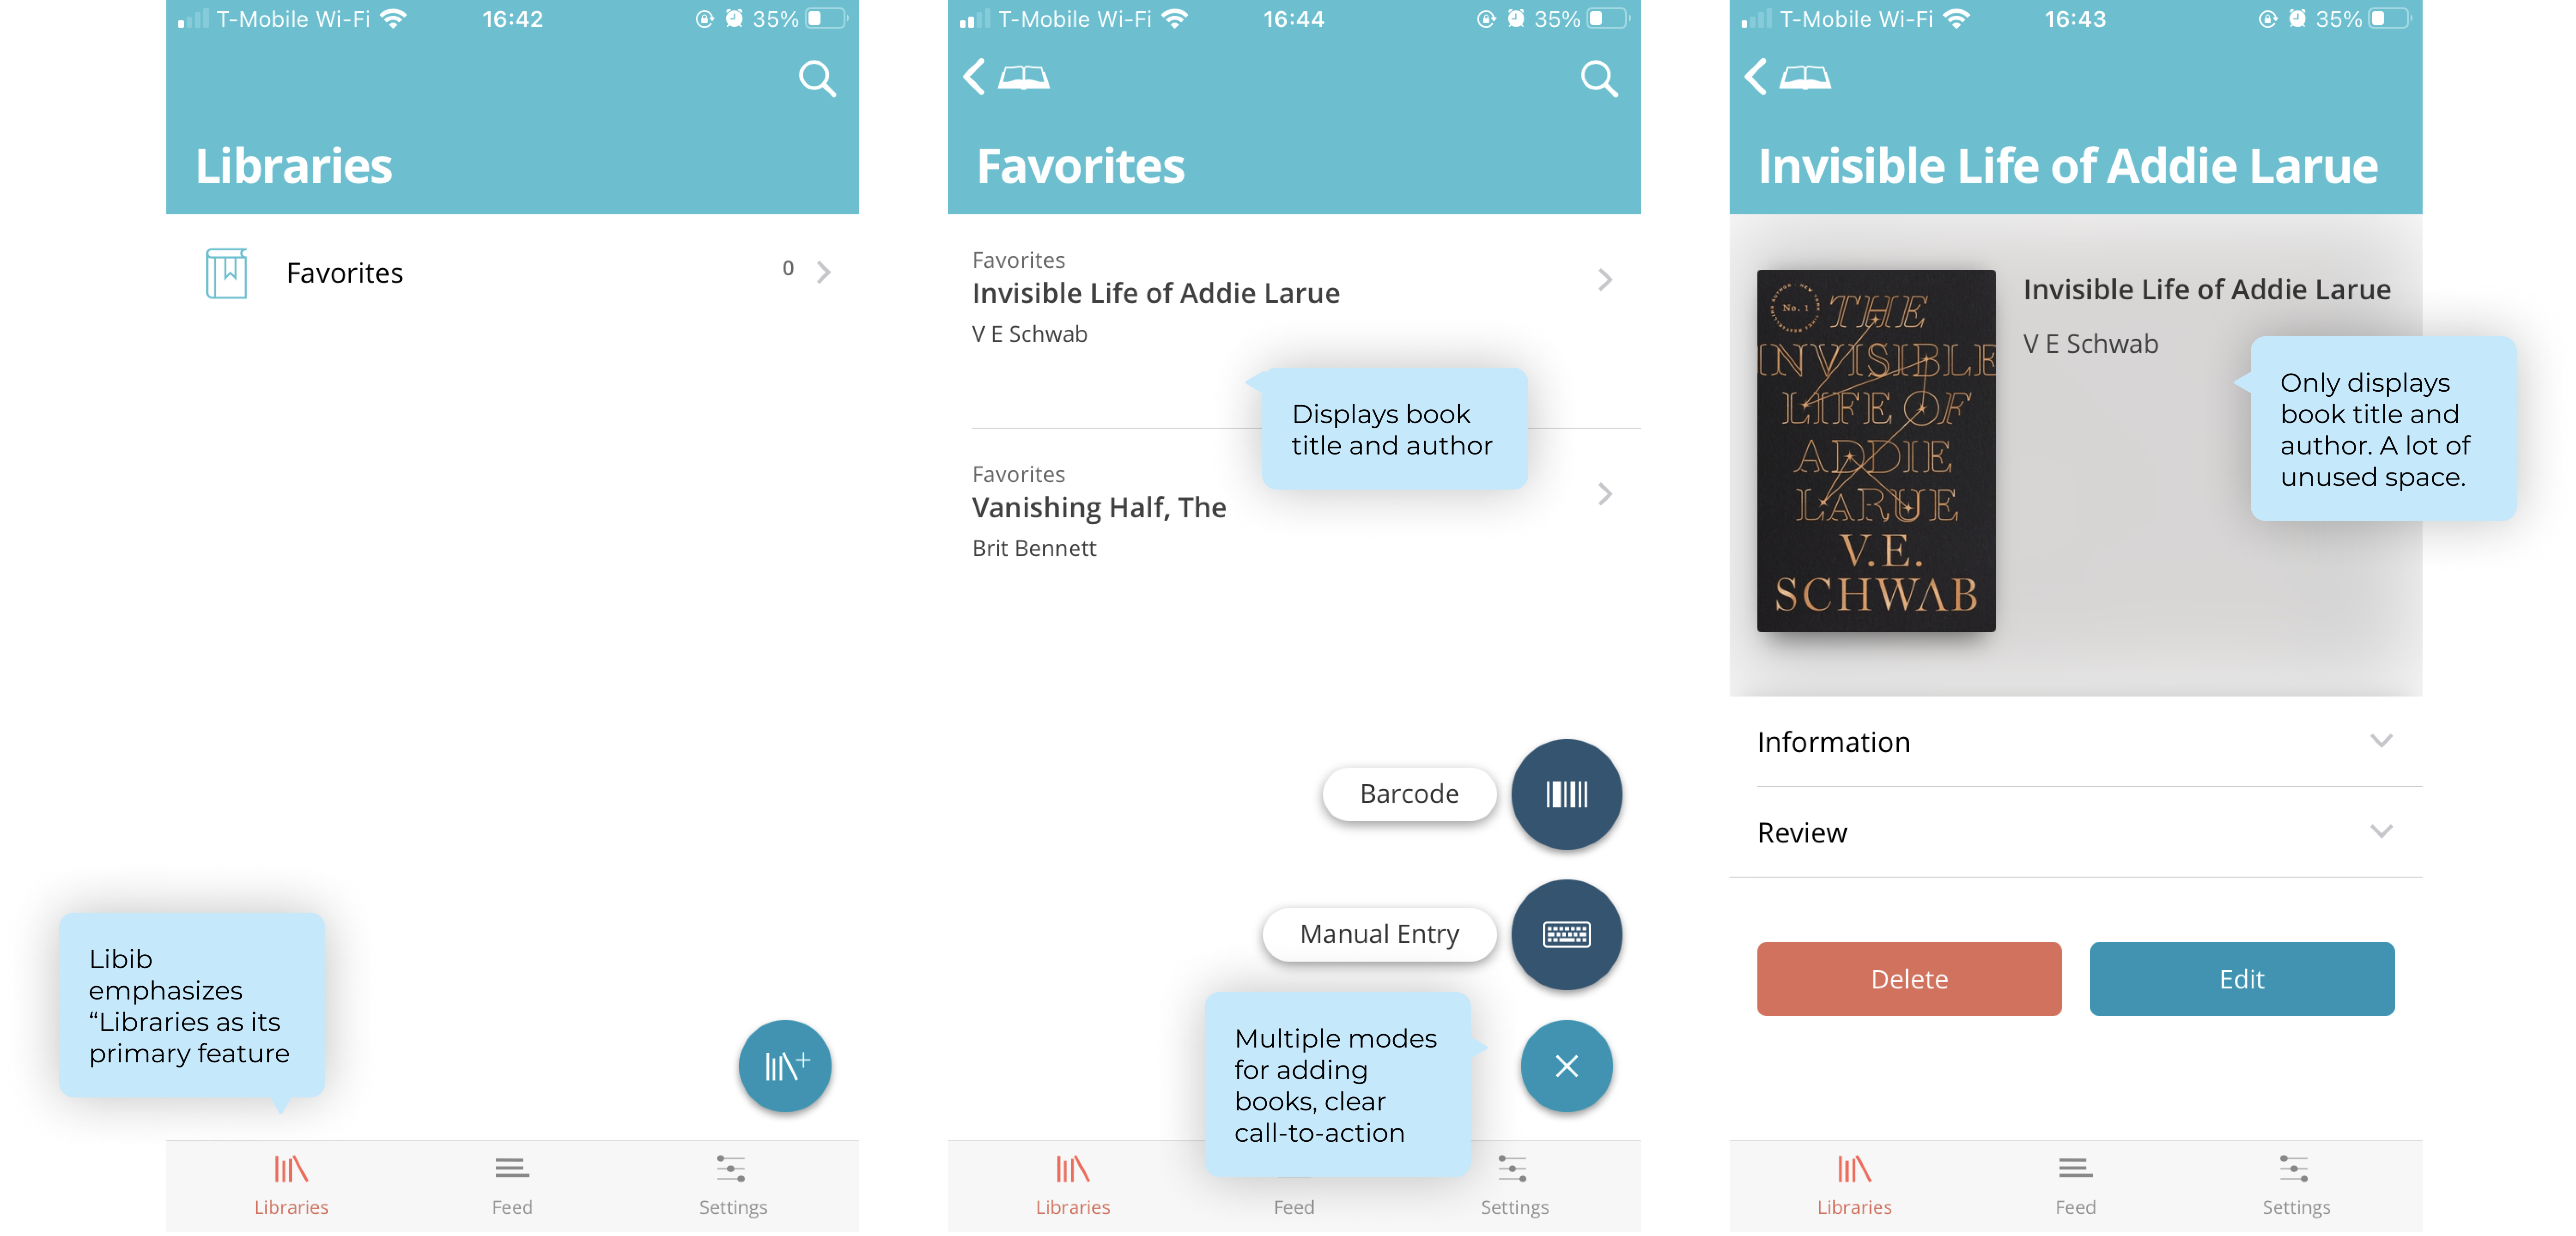 T-Mobile Wi-Fi 16:42 35%
Libraries
Favorites 0
Libib
emphasizes
“Libraries as its
primary feature
Libraries Feed Settings
T-Mobile Wi-Fi 16:44 35%
Favorites
Favorites
Invisible Life of Addie Larue
V E Schwab
Displays book
title and author
Favorites
Vanishing Half, The
Brit Bennett
Barcode
Manual Entry
Multiple modes
for adding
books, clear
call-to-action
Libraries Feed Settings
T-Mobile Wi-Fi 16:43 35%
Invisible Life of Addie Larue
No. 1
THE
INVISIBLE
LIFE OF
ADDIE
LARUE
V.E.
SCHWAB
Invisible Life of Addie Larue
V E Schwab
Only displays
book title and
author. A lot of
unused space.
Information
Review
Delete Edit
Libraries Feed Settings